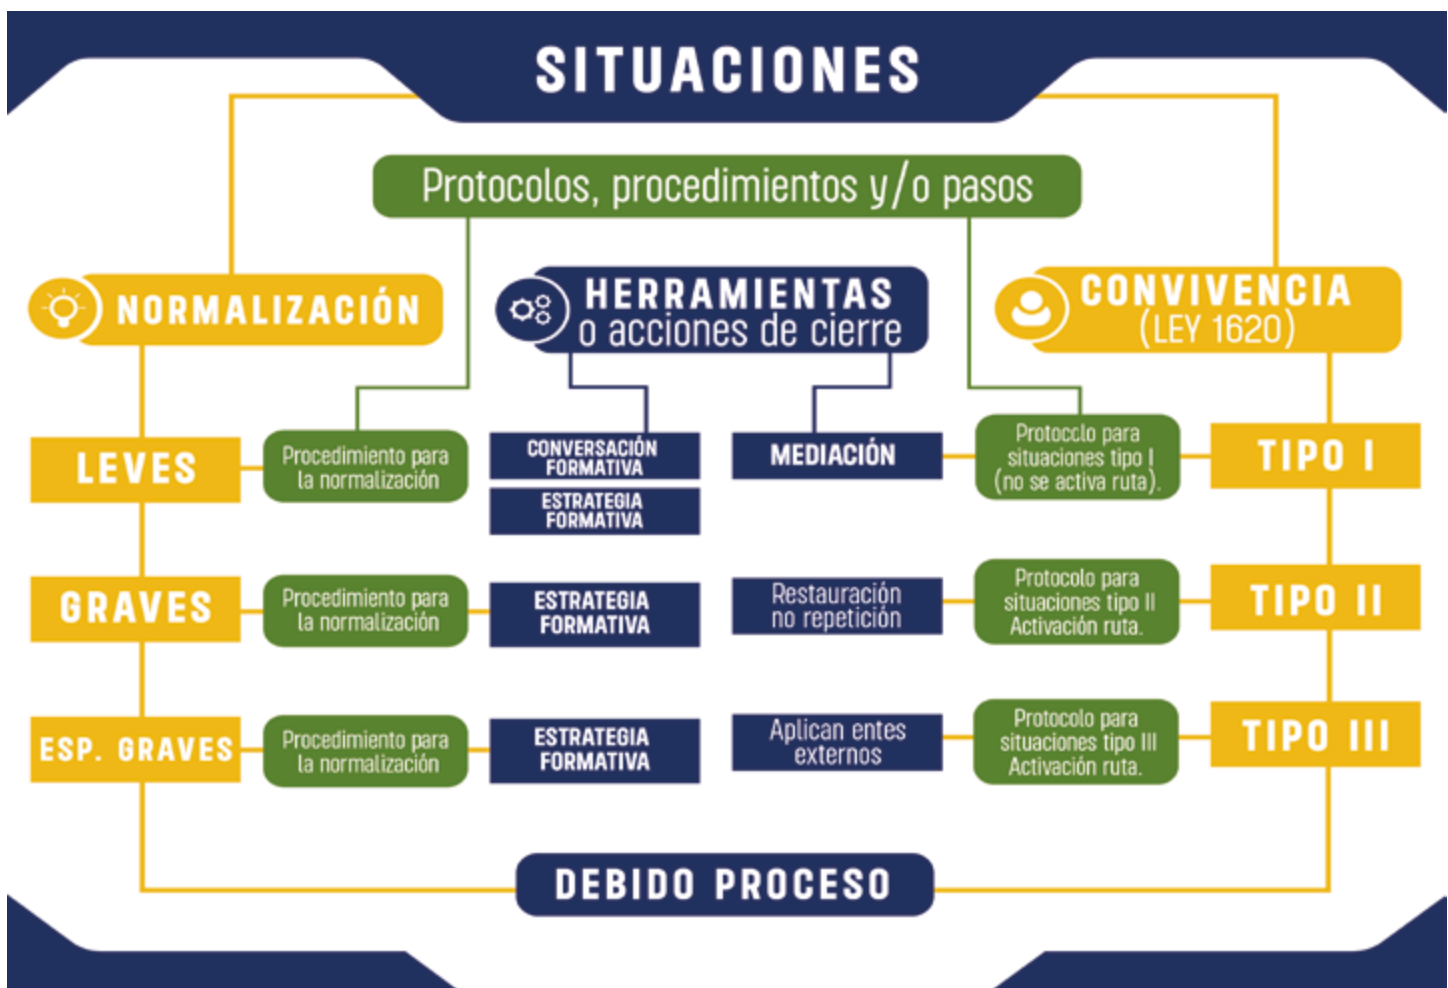 SITUACIONES
Protocolos, procedimientos y/o pasos
NORMALIZACIÓN
HERRAMIENTAS
o acciones de cierre
CONVIVENCIA
(LEY 1620)
LEVES
Procedimiento para
la normalización
CONVERSACIÓN
FORMATIVA
ESTRATEGIA
FORMATIVA
MEDIACIÓN
Protocclo para
situaciones tipo I
(no se activa ruta).
TIPO I
GRAVES
Procedimiento para
la normalización
ESTRATEGIA
FORMATIVA
Restauración
no repetición
Protocolo para
situaciones tipo II
Activación ruta.
TIPO II
ESP. GRAVES
Procedimiento para
la normalización
ESTRATEGIA
FORMATIVA
Aplican entes
externos
Protocolo para
situaciones tipo III
Activación ruta.
TIPO III
DEBIDO PROCESO